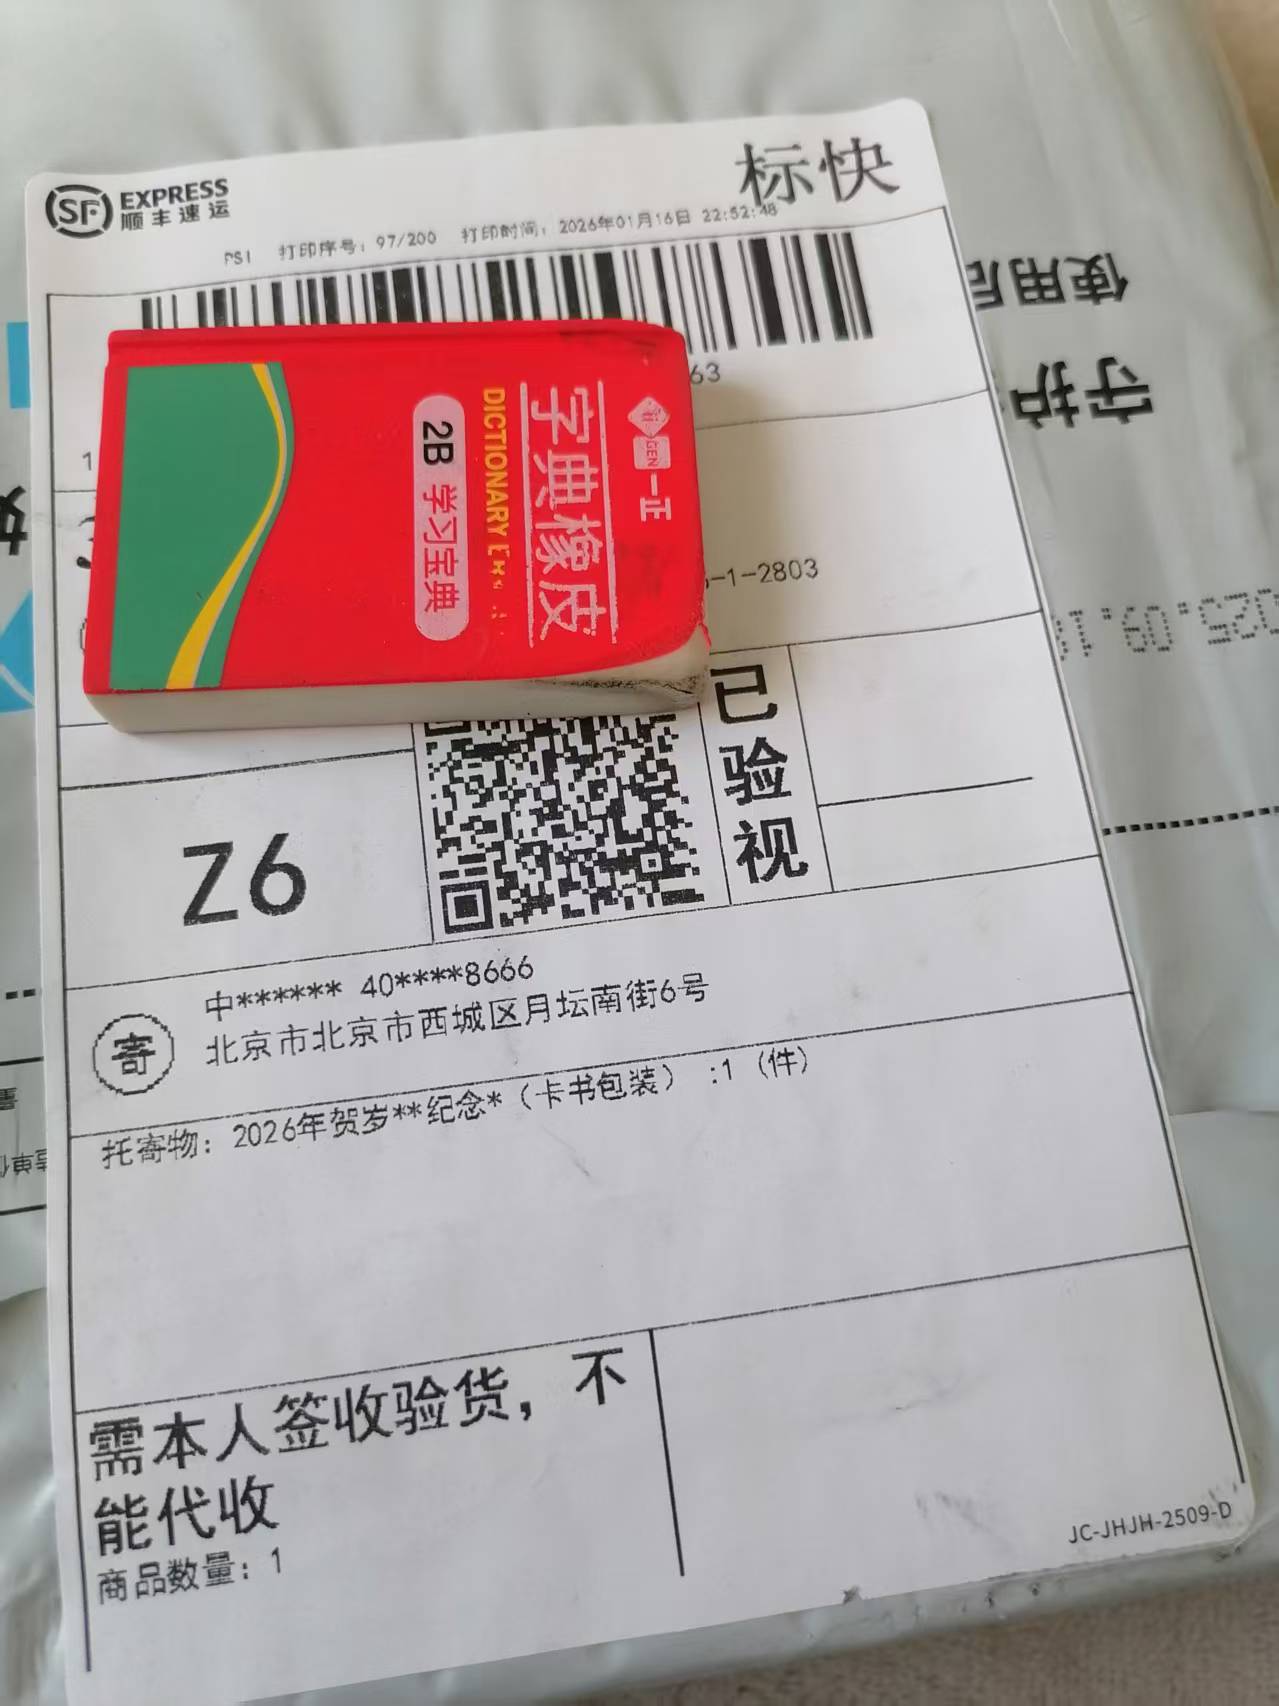 SF EXPRESS
顺丰速运
标快
PSI 打印序号：97/200 打印时间：2026年01月16日 22:52:48
63
1
-1-2803
一正
字典橡皮
DICTIONARY
2B 学习宝典
已验视
Z6
寄
中****** 40****8666
北京市北京市西城区月坛南街6号
托寄物：2026年贺岁**纪念*（卡书包装） :1 （件）
需本人签收验货，不
能代收
商品数量：1
JC-JHJH-2509-D
使用后
守护